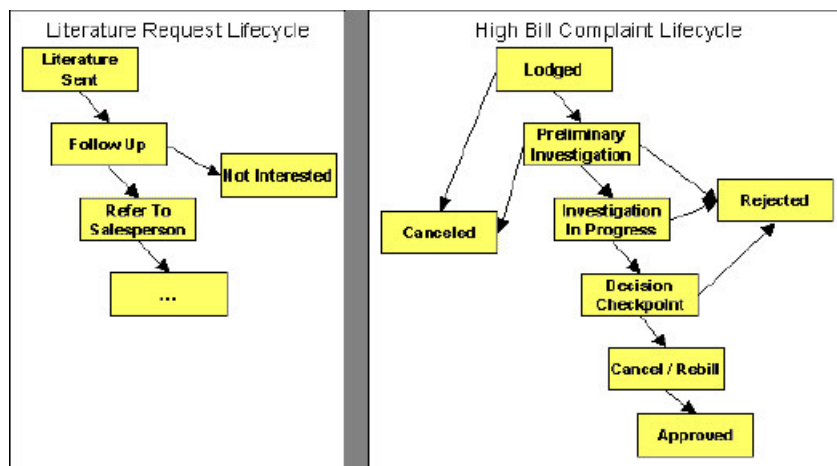 Literature Request Lifecycle
Literature
Sent
Follow Up
Not Interested
Refer To
Salesperson
...
High Bill Complaint Lifecycle
Lodged
Preliminary
Investigation
Canceled
Investigation
In Progress
Rejected
Decision
Checkpoint
Cancel / Rebill
Approved